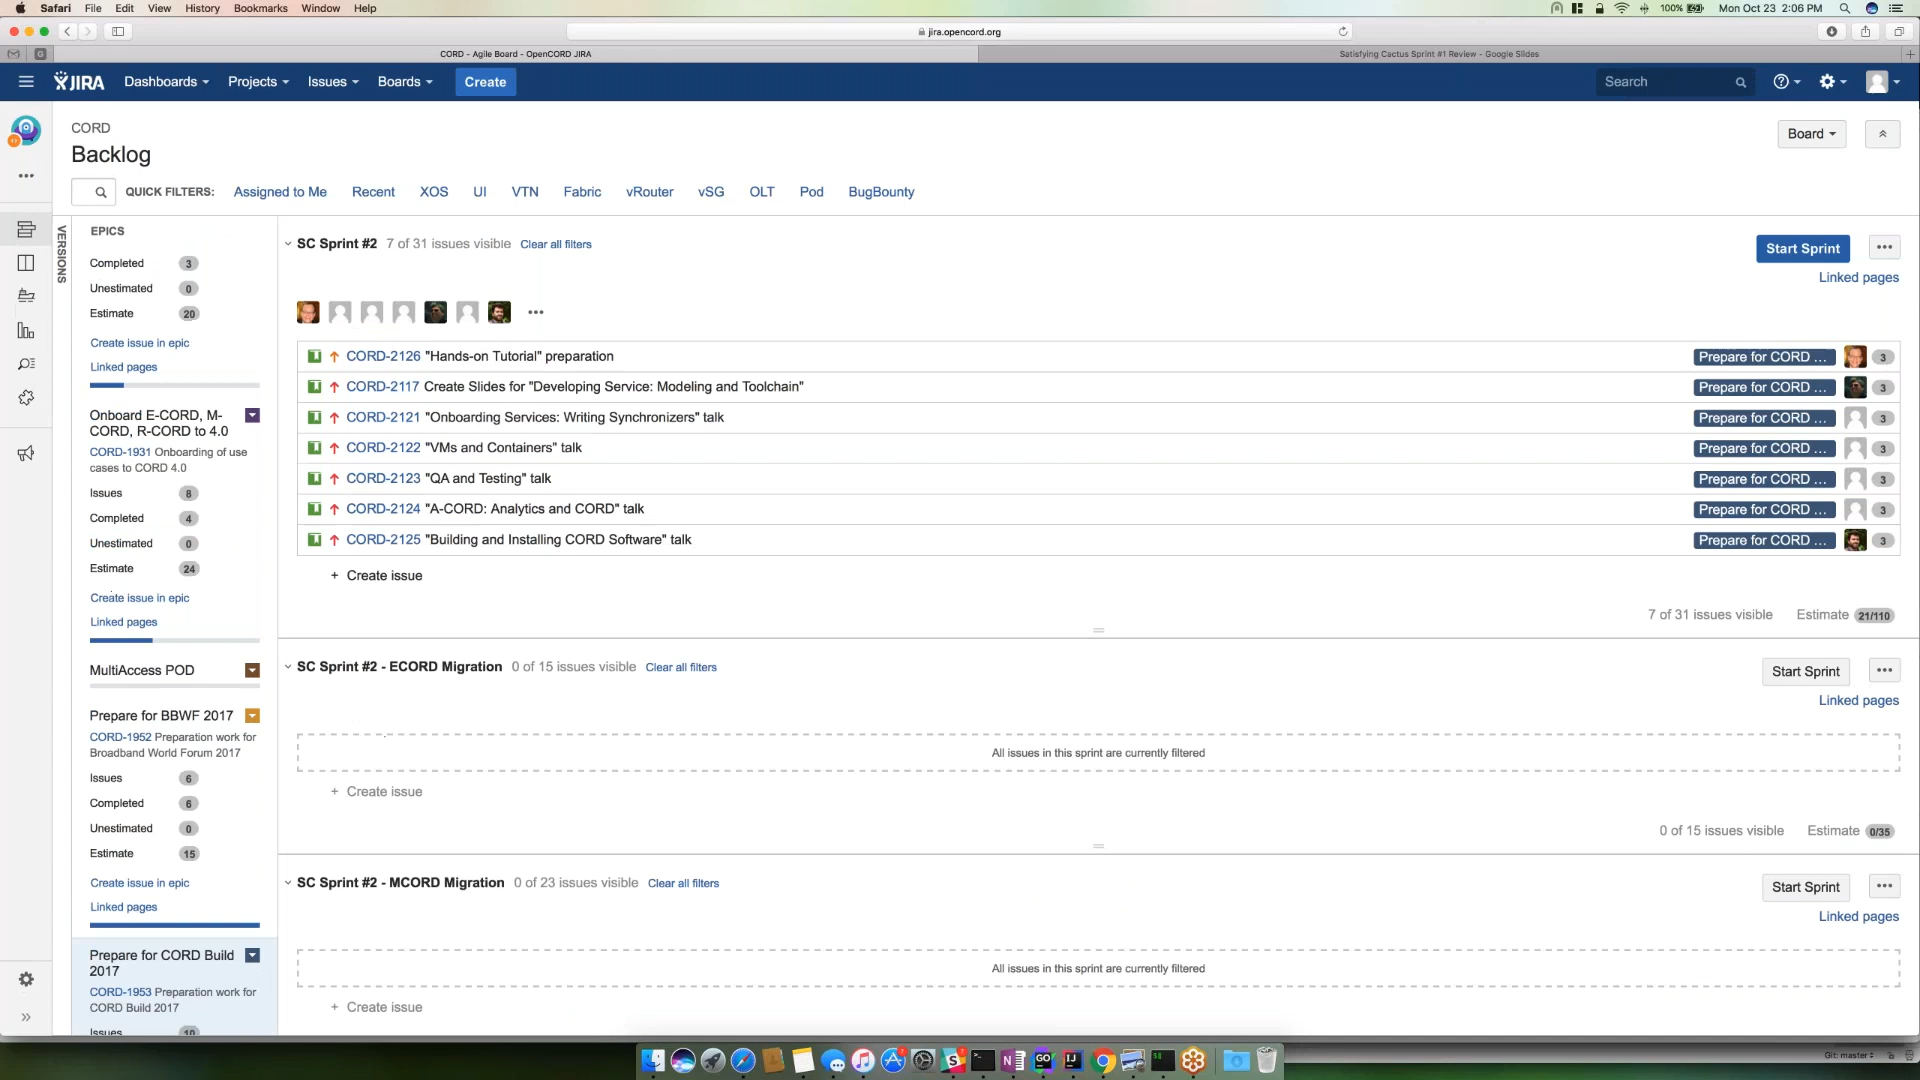 Safari File Edit View History Bookmarks Window Help 100% Mon Oct 23 2:06 PM
jira.opencord.org
G CORD - Agile Board - OpenCORD JIRA Satisfying Cactus Sprint #1 Review - Google Slides
JIRA Dashboards Projects Issues Boards Create Search
CORD
Backlog
Board
QUICK FILTERS: Assigned to Me Recent XOS UI VTN Fabric vRouter vSG OLT Pod BugBounty
VERSIONS
EPICS
Completed 3
Unestimated 0
Estimate 20
Create issue in epic
Linked pages
Onboard E-CORD, M-
CORD, R-CORD to 4.0
CORD-1931 Onboarding of use
cases to CORD 4.0
Issues 8
Completed 4
Unestimated 0
Estimate 24
Create issue in epic
Linked pages
MultiAccess POD
Prepare for BBWF 2017
CORD-1952 Preparation work for
Broadband World Forum 2017
Issues 6
Completed 6
Unestimated 0
Estimate 15
Create issue in epic
Linked pages
Prepare for CORD Build
2017
CORD-1953 Preparation work for
CORD Build 2017
Issues 10
SC Sprint #2 7 of 31 issues visible Clear all filters
Start Sprint
Linked pages
CORD-2126 "Hands-on Tutorial" preparation Prepare for CORD ... 3
CORD-2117 Create Slides for "Developing Service: Modeling and Toolchain" Prepare for CORD ... 3
CORD-2121 "Onboarding Services: Writing Synchronizers" talk Prepare for CORD ... 3
CORD-2122 "VMs and Containers" talk Prepare for CORD ... 3
CORD-2123 "QA and Testing" talk Prepare for CORD ... 3
CORD-2124 "A-CORD: Analytics and CORD" talk Prepare for CORD ... 3
CORD-2125 "Building and Installing CORD Software" talk Prepare for CORD ... 3
+ Create issue
7 of 31 issues visible Estimate 21/110
SC Sprint #2 - ECORD Migration 0 of 15 issues visible Clear all filters
Start Sprint
Linked pages
All issues in this sprint are currently filtered
+ Create issue
0 of 15 issues visible Estimate 0/35
SC Sprint #2 - MCORD Migration 0 of 23 issues visible Clear all filters
Start Sprint
Linked pages
All issues in this sprint are currently filtered
+ Create issue
GO IJ
Git: master